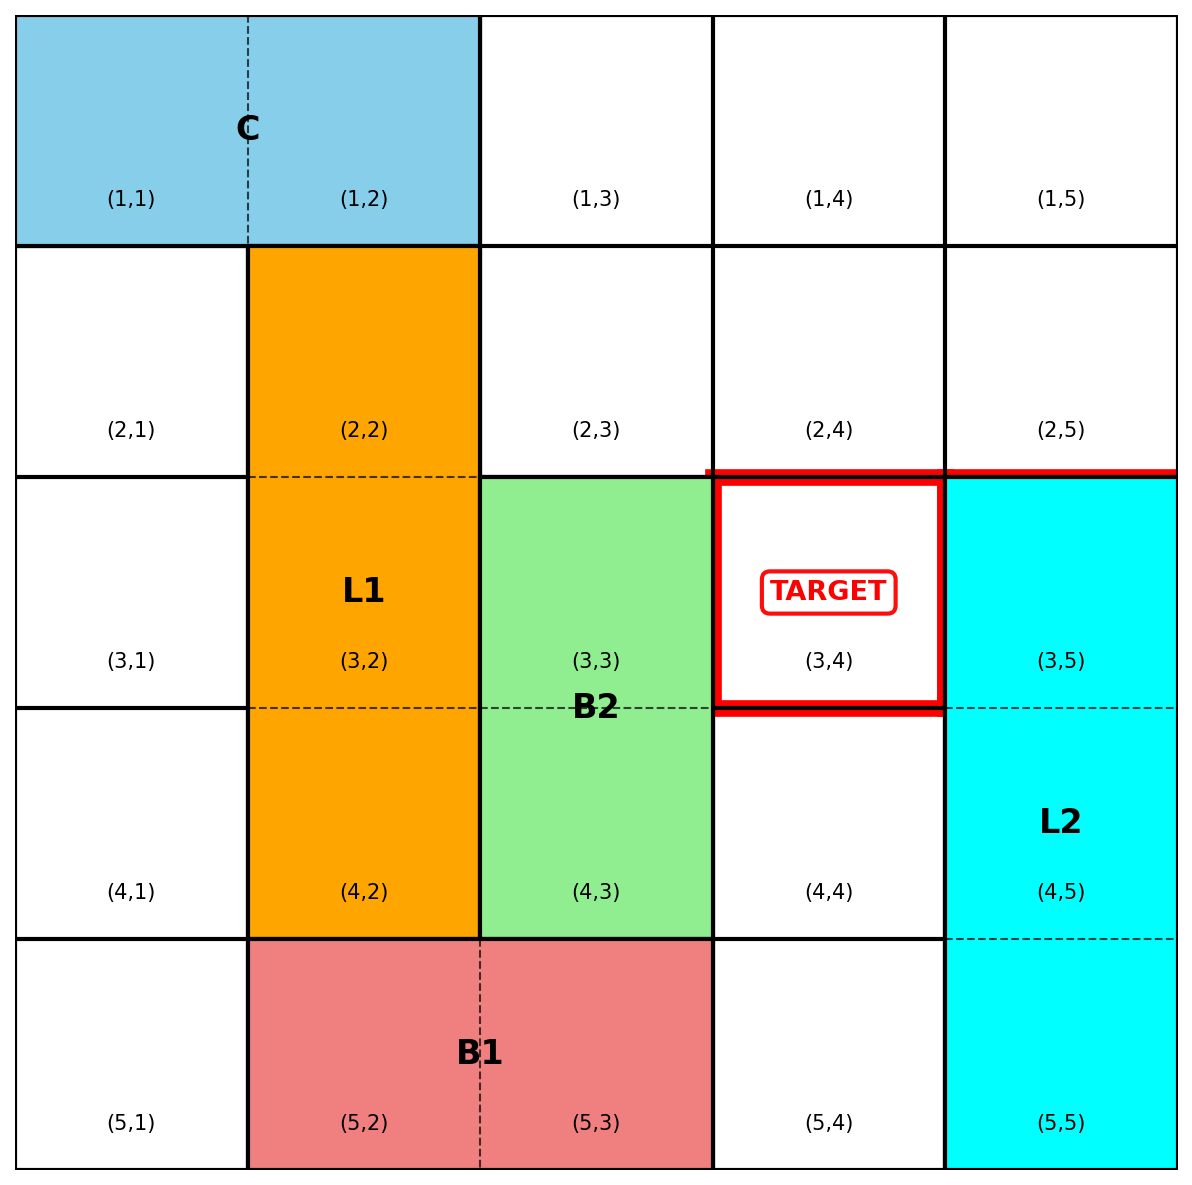 C
(1,1) (1,2) (1,3) (1,4) (1,5)
(2,1) (2,2) (2,3) (2,4) (2,5)
L1 TARGET
(3,1) (3,2) (3,3) (3,4) (3,5)
B2
L2
(4,1) (4,2) (4,3) (4,4) (4,5)
B1
(5,1) (5,2) (5,3) (5,4) (5,5)